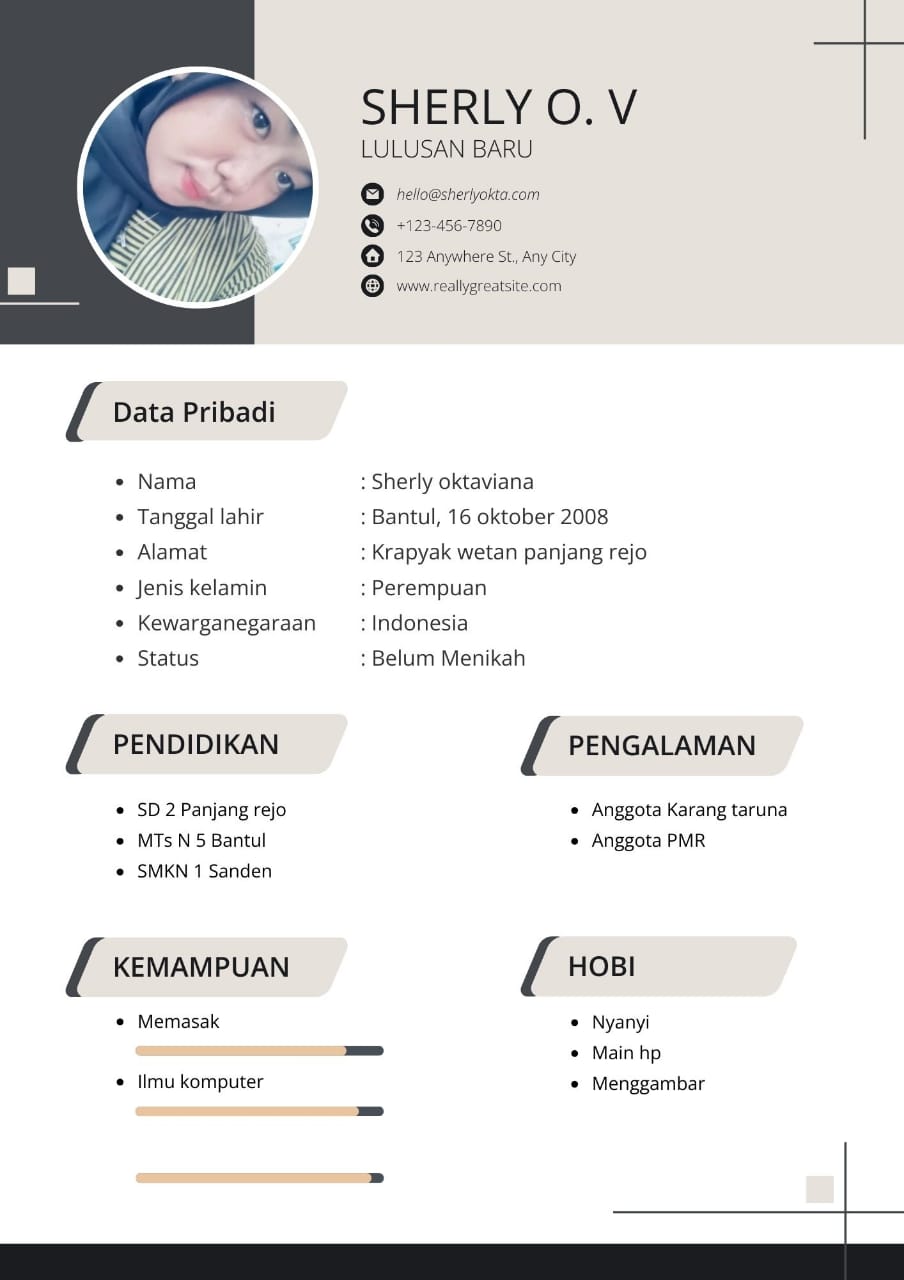 SHERLY O. V
LULUSAN BARU
hello@sherlyokta.com
+123-456-7890
123 Anywhere St., Any City
www.reallygreatsite.com
Data Pribadi
• Nama : Sherly oktaviana
• Tanggal lahir : Bantul, 16 oktober 2008
• Alamat : Krapyak wetan panjang rejo
• Jenis kelamin : Perempuan
• Kewarganegaraan : Indonesia
• Status : Belum Menikah
PENDIDIKAN
• SD 2 Panjang rejo
• MTs N 5 Bantul
• SMKN 1 Sanden
PENGALAMAN
• Anggota Karang taruna
• Anggota PMR
KEMAMPUAN
• Memasak
• Ilmu komputer
HOBI
• Nyanyi
• Main hp
• Menggambar